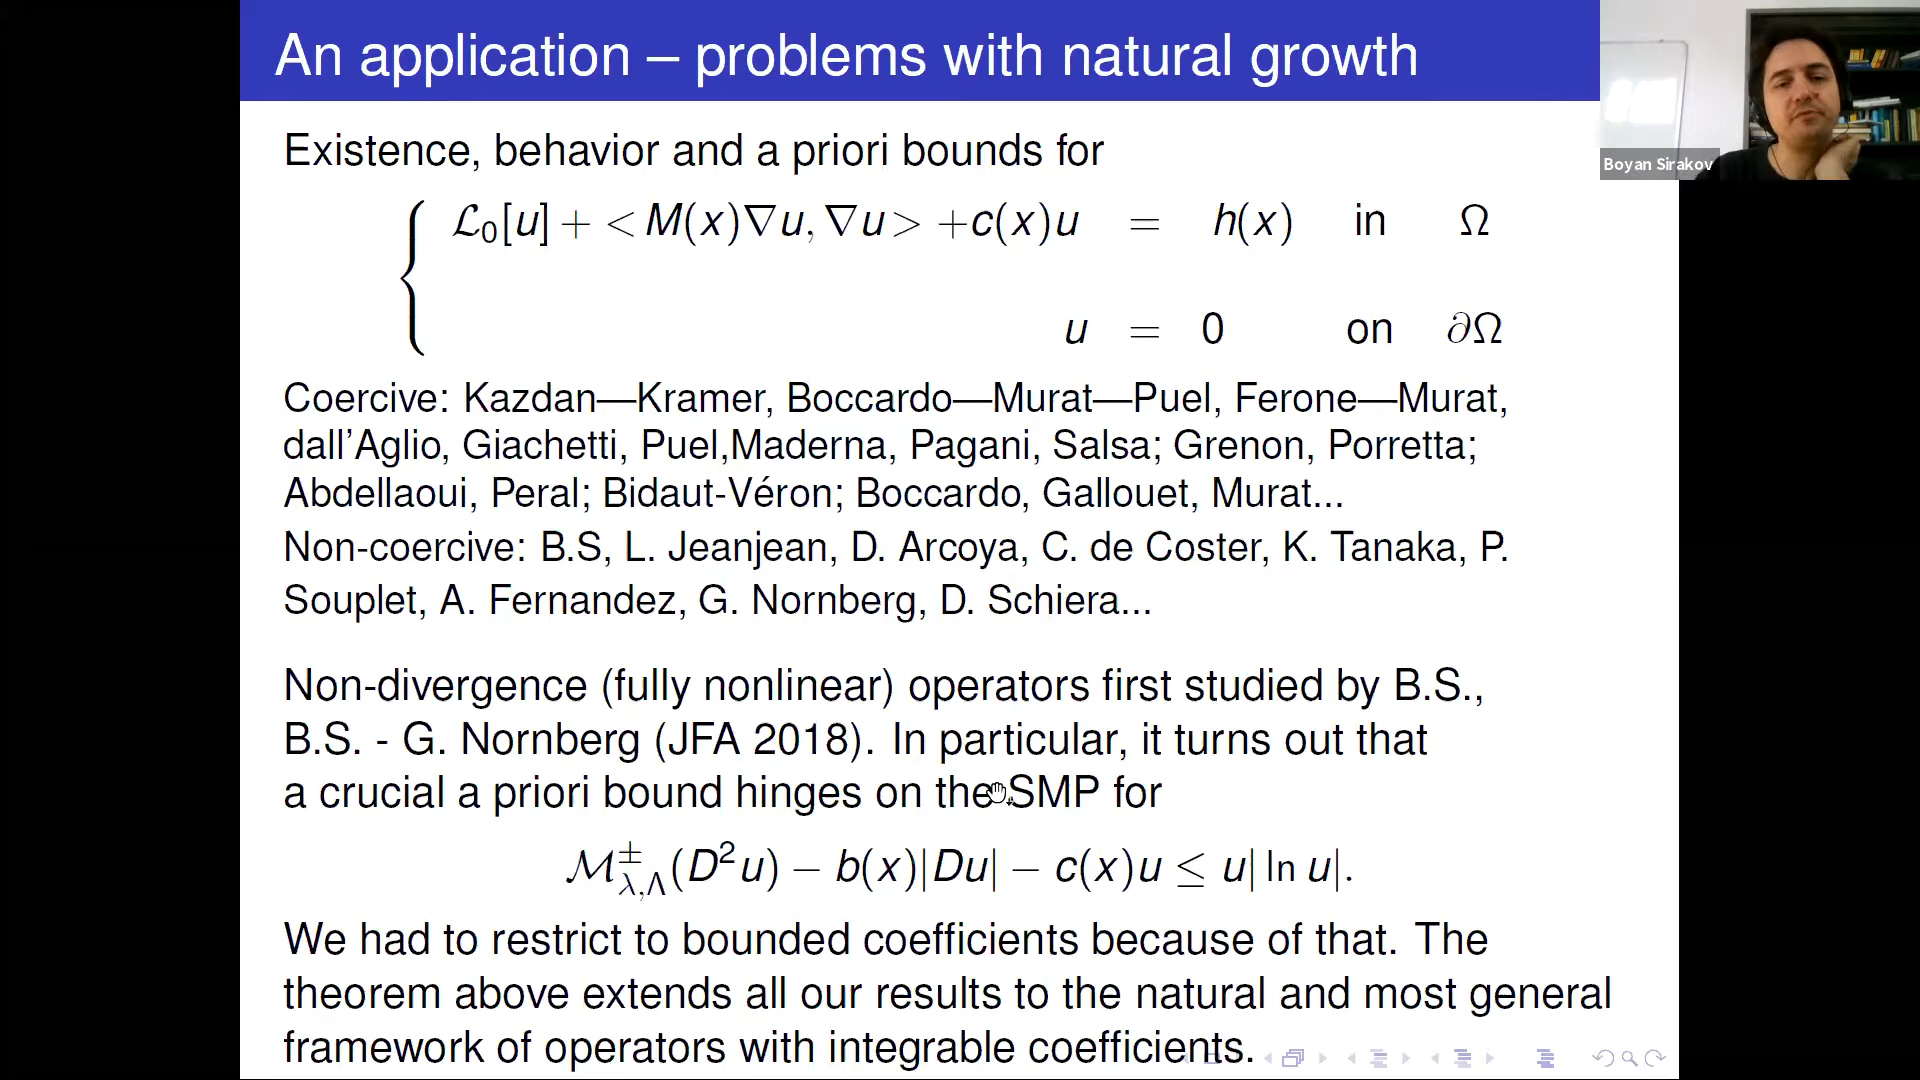 An application – problems with natural growth
Boyan Sirakov
Existence, behavior and a priori bounds for
ℒ₀[u] + < M(x)∇u, ∇u > +c(x)u = h(x) in Ω
u = 0 on ∂Ω
Coercive: Kazdan—Kramer, Boccardo—Murat—Puel, Ferone—Murat,
dall'Aglio, Giachetti, Puel,Maderna, Pagani, Salsa; Grenon, Porretta;
Abdellaoui, Peral; Bidaut-Véron; Boccardo, Gallouet, Murat...
Non-coercive: B.S, L. Jeanjean, D. Arcoya, C. de Coster, K. Tanaka, P.
Souplet, A. Fernandez, G. Nornberg, D. Schiera...
Non-divergence (fully nonlinear) operators first studied by B.S.,
B.S. - G. Nornberg (JFA 2018). In particular, it turns out that
a crucial a priori bound hinges on the SMP for
ℳ^±_{λ,Λ}(D²u) − b(x)|Du| − c(x)u ≤ u| ln u|.
We had to restrict to bounded coefficients because of that. The
theorem above extends all our results to the natural and most general
framework of operators with integrable coefficients.